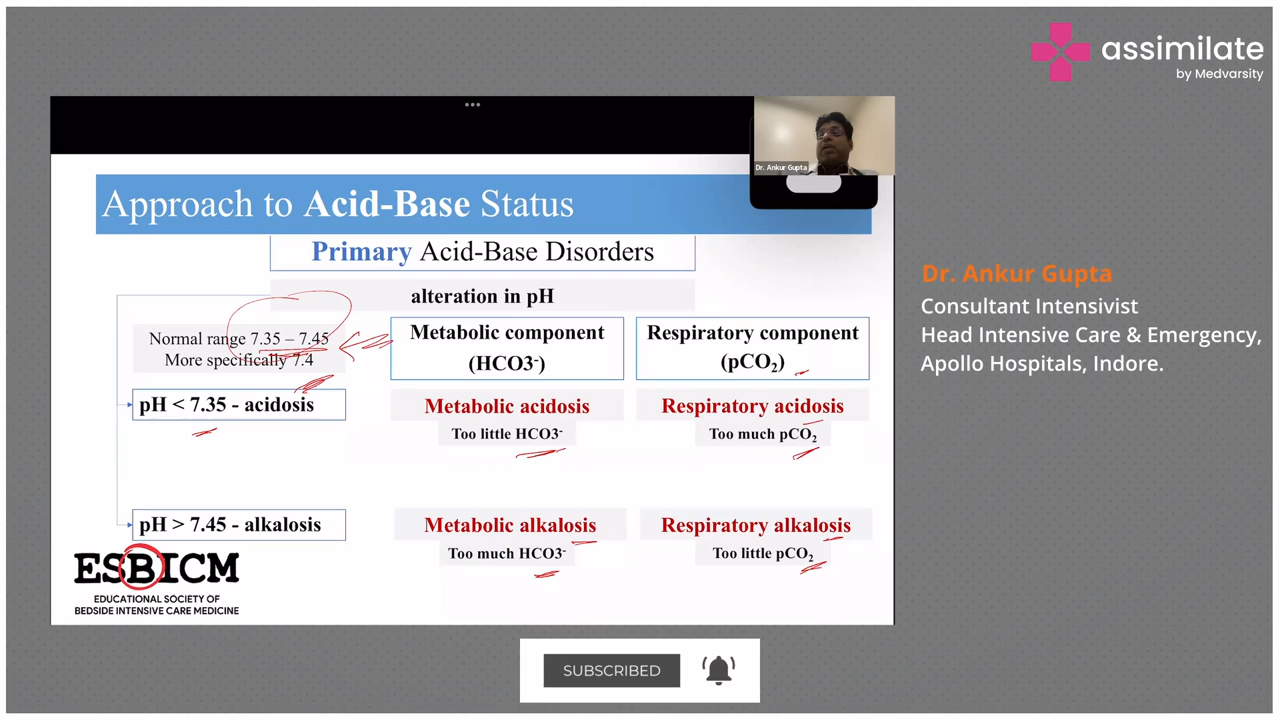 assimilate
by Medvarsity
Dr. Ankur Gupta
Approach to Acid-Base Status
Primary Acid-Base Disorders
alteration in pH
Normal range 7.35 – 7.45
More specifically 7.4
Metabolic component
(HCO3⁻)
Respiratory component
(pCO₂)
pH < 7.35 - acidosis
Metabolic acidosis
Too little HCO3⁻
Respiratory acidosis
Too much pCO₂
pH > 7.45 - alkalosis
Metabolic alkalosis
Too much HCO3⁻
Respiratory alkalosis
Too little pCO₂
ESBICM
EDUCATIONAL SOCIETY OF
BEDSIDE INTENSIVE CARE MEDICINE
Dr. Ankur Gupta
Consultant Intensivist
Head Intensive Care & Emergency,
Apollo Hospitals, Indore.
SUBSCRIBED